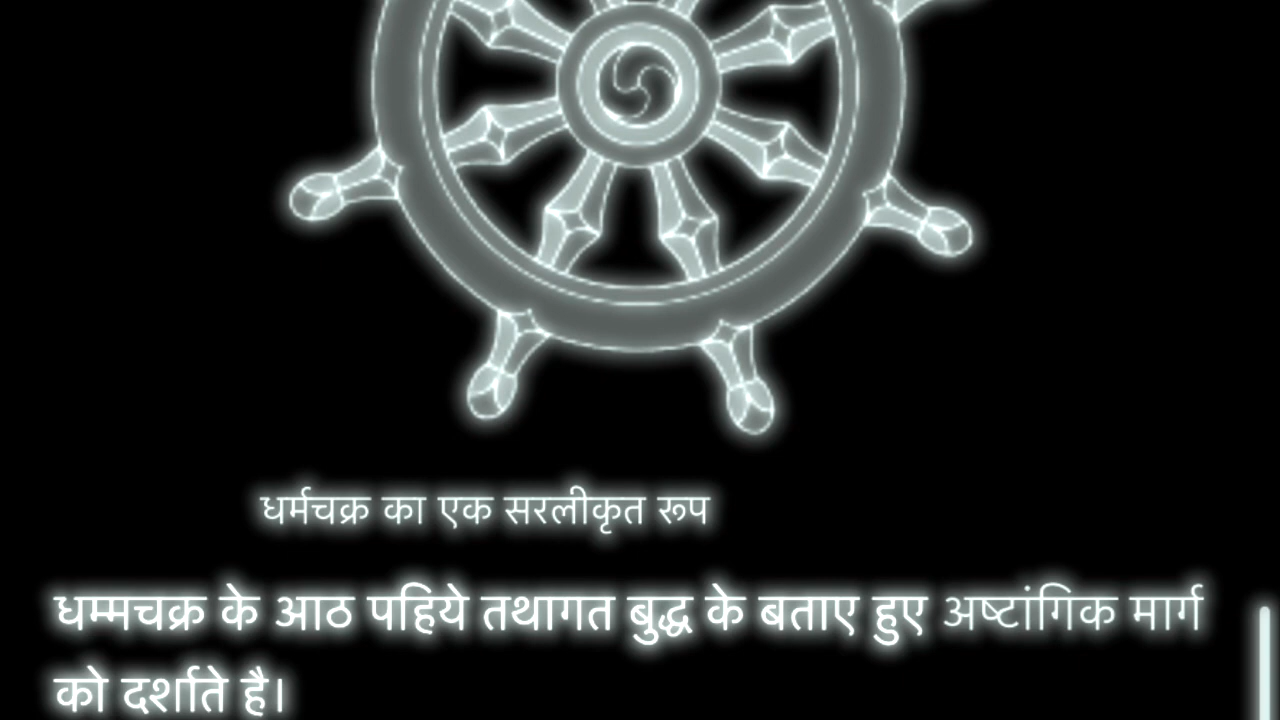 धर्मचक्र का एक सरलीकृत रूप
धम्मचक्र के आठ पहिये तथागत बुद्ध के बताए हुए अष्टांगिक मार्ग
को दर्शाते है।